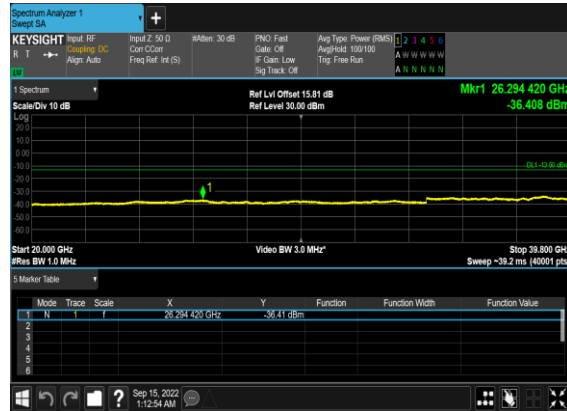 Spectrum Analyzer 1
Swept SA
+
KEYSIGHT Input: RF Input Z: 50 Ω #Atten: 30 dB PNO: Fast Avg Type: Power (RMS) 1 2 3 4 5 6
R T Coupling: DC Corr CCorr Gate: Off Avg|Hold: 100/100 A W W W W W
Align: Auto Freq Ref: Int (S) IF Gain: Low Trig: Free Run
Sig Track: Off A N N N N N
1 Spectrum Ref Lvl Offset 15.81 dB Mkr1 26.294 420 GHz
Scale/Div 10 dB Ref Level 30.00 dBm -36.408 dBm
Log
20.0
10.0
0.00
-10.0 DL1 -13.00 dBm
-20.0
-30.0 1
-40.0
-50.0
-60.0
Start 20.000 GHz Video BW 3.0 MHz* Stop 39.800 GHz
#Res BW 1.0 MHz Sweep ~39.2 ms (40001 pts)
5 Marker Table
Mode Trace Scale X Y Function Function Width Function Value
1 N 1 f 26.294 420 GHz -36.41 dBm
2
3
4
5
6
? Sep 15, 2022
1:12:54 AM